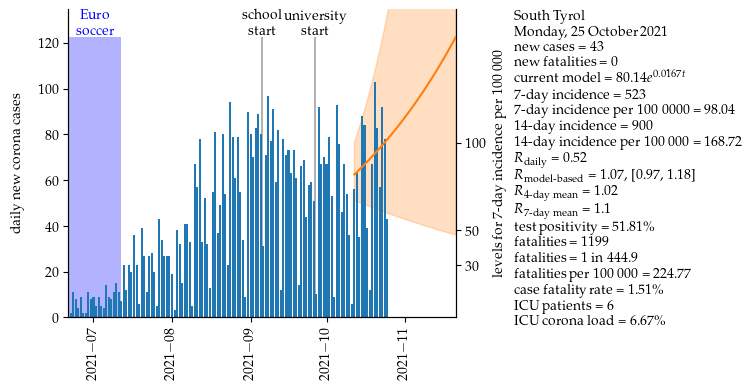 Euro
soccer
school
start
university
start
120
100
80
60
40
20
0
daily new corona cases
100
50
30
levels for 7-day incidence per 100 000
2021−07
2021−08
2021−09
2021−10
2021−11
South Tyrol
Monday, 25 October 2021
new cases = 43
new fatalities = 0
current model = 80.14e^0.0167t
7-day incidence = 523
7-day incidence per 100 0000 = 98.04
14-day incidence = 900
14-day incidence per 100 000 = 168.72
R daily = 0.52
R model-based = 1.07, [0.97, 1.18]
R 4-day mean = 1.02
R 7-day mean = 1.1
test positivity = 51.81%
fatalities = 1199
fatalities = 1 in 444.9
fatalities per 100 000 = 224.77
case fatality rate = 1.51%
ICU patients = 6
ICU corona load = 6.67%